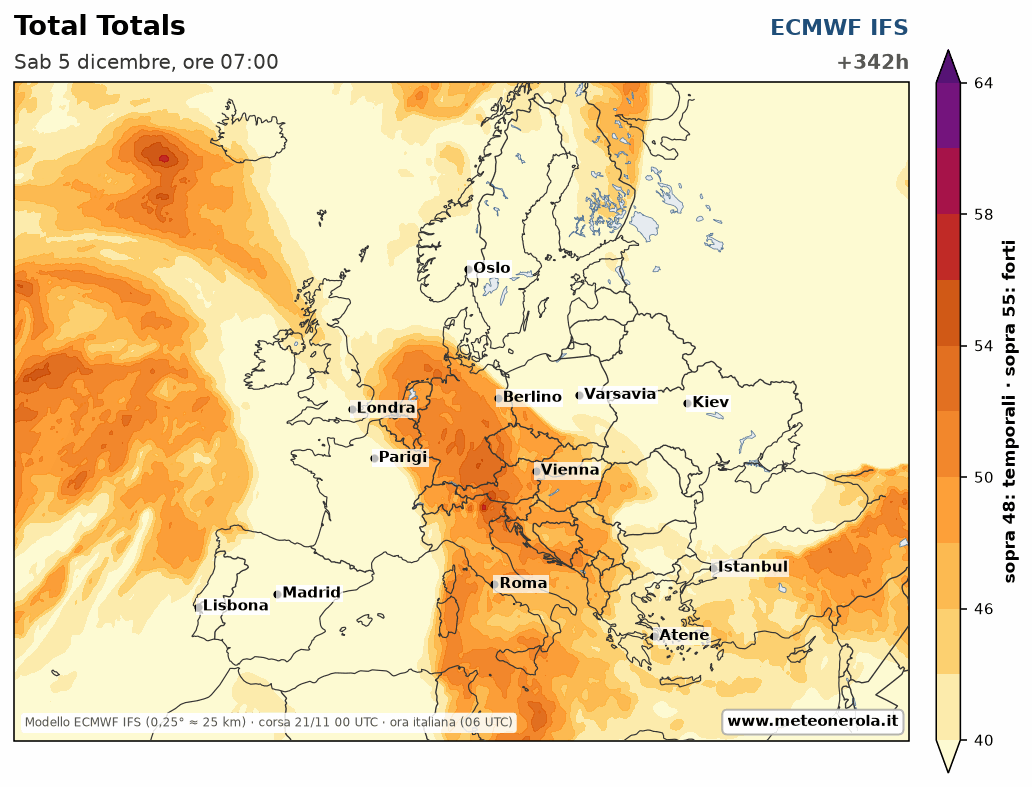 Total Totals
ECMWF IFS
Sab 5 dicembre, ore 07:00
+342h
64
58
54
50
46
40
sopra 48: temporali · sopra 55: forti
Oslo
Berlino
Varsavia
Kiev
Londra
Parigi
Vienna
Istanbul
Roma
Madrid
Lisbona
Atene
Modello ECMWF IFS (0,25° ≈ 25 km) · corsa 21/11 00 UTC · ora italiana (06 UTC)
www.meteonerola.it